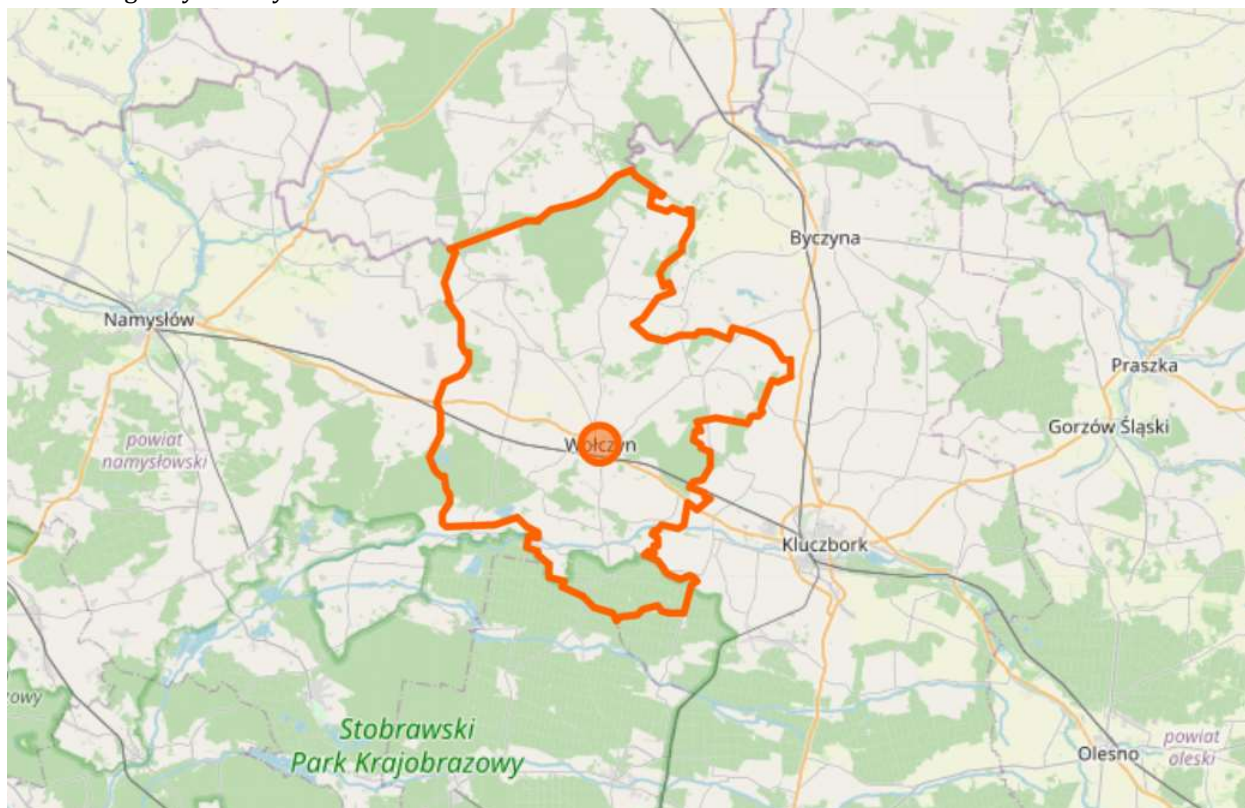 Byczyna
Namysłów
Praszka
Gorzów Śląski
Wołczyn
powiat
namysłowski
Kluczbork
Stobrawski
Park Krajobrazowy
powiat
oleski
Olesno